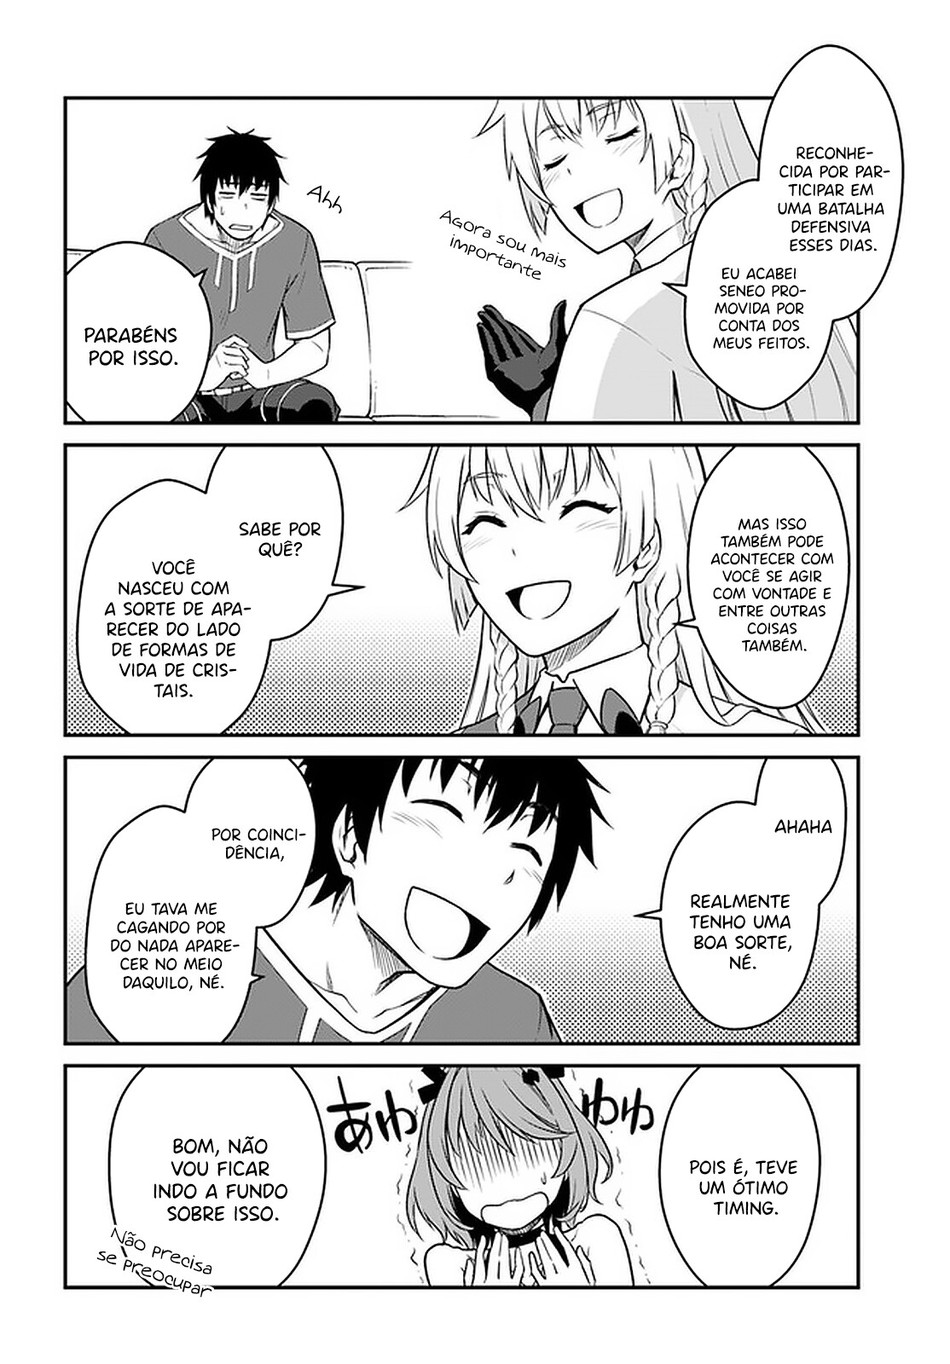 RECONHE-
CIDA POR PAR-
TICIPAR EM
UMA BATALHA
DEFENSIVA
ESSES DIAS.
EU ACABEI
SENEO PRO-
MOVIDA POR
CONTA DOS
MEUS FEITOS.
Agora sou mais
importante
Ahh
PARABÉNS
POR ISSO.
MAS ISSO
TAMBÉM PODE
ACONTECER COM
VOCÊ SE AGIR
COM VONTADE E
ENTRE OUTRAS
COISAS
TAMBÉM.
SABE POR
QUÊ?
VOCÊ
NASCEU COM
A SORTE DE APA-
RECER DO LADO
DE FORMAS DE
VIDA DE CRIS-
TAIS.
AHAHA
REALMENTE
TENHO UMA
BOA SORTE,
NÉ.
POR COINCI-
DÊNCIA,
EU TAVA ME
CAGANDO POR
DO NADA APARE-
CER NO MEIO
DAQUILO, NÉ.
POIS É, TEVE
UM ÓTIMO
TIMING.
あわ
わわ
BOM, NÃO
VOU FICAR
INDO A FUNDO
SOBRE ISSO.
Não precisa
se preocupar